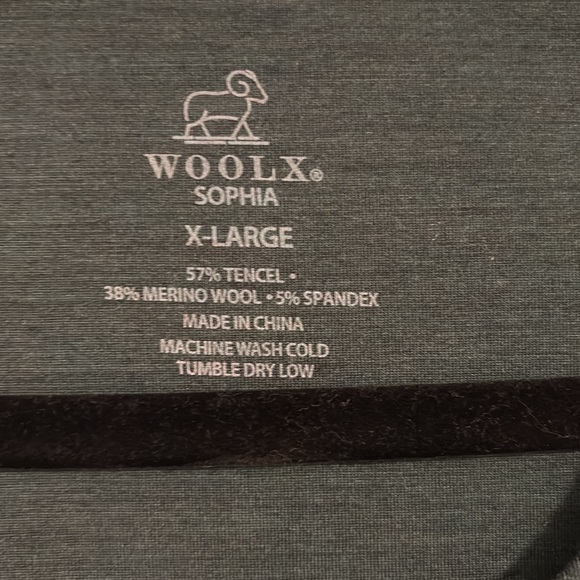 WOOLX®
SOPHIA
X-LARGE
57% TENCEL •
38% MERINO WOOL • 5% SPANDEX
MADE IN CHINA
MACHINE WASH COLD
TUMBLE DRY LOW